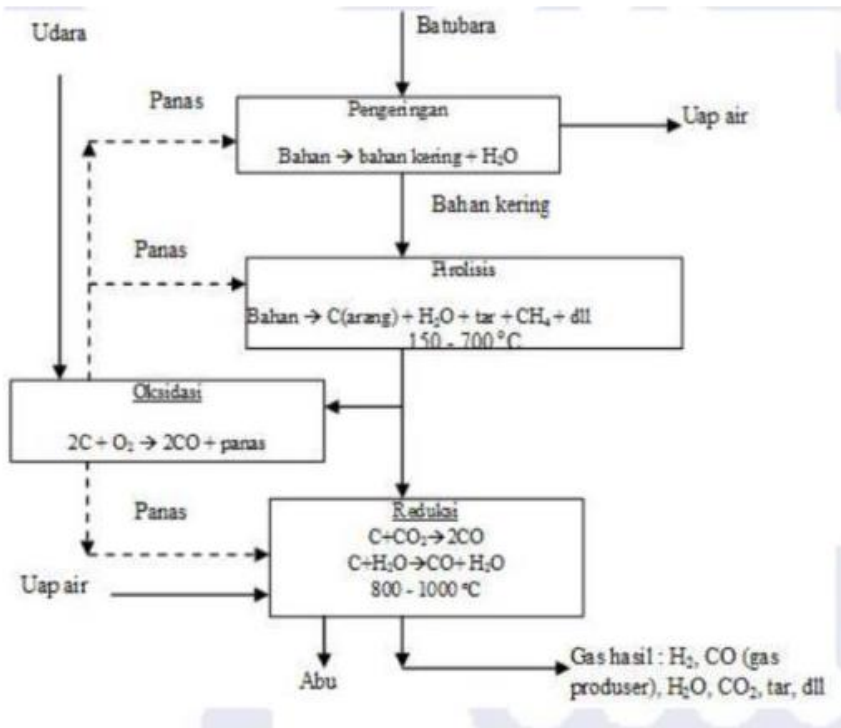 Udara
Batubara
Panas
Pengeringan
Bahan → bahan kering + H₂O
Uap air
Bahan kering
Panas
Pirolisis
Bahan → C(arang) + H₂O + tar + CH₄ + dll
150 - 700 °C
Oksidasi
2C + O₂ → 2CO + panas
Panas
Reduksi
C+CO₂→2CO
C+H₂O→CO+H₂O
800 - 1000 °C
Uap air
Abu
Gas hasil : H₂, CO (gas
produser), H₂O, CO₂, tar, dll